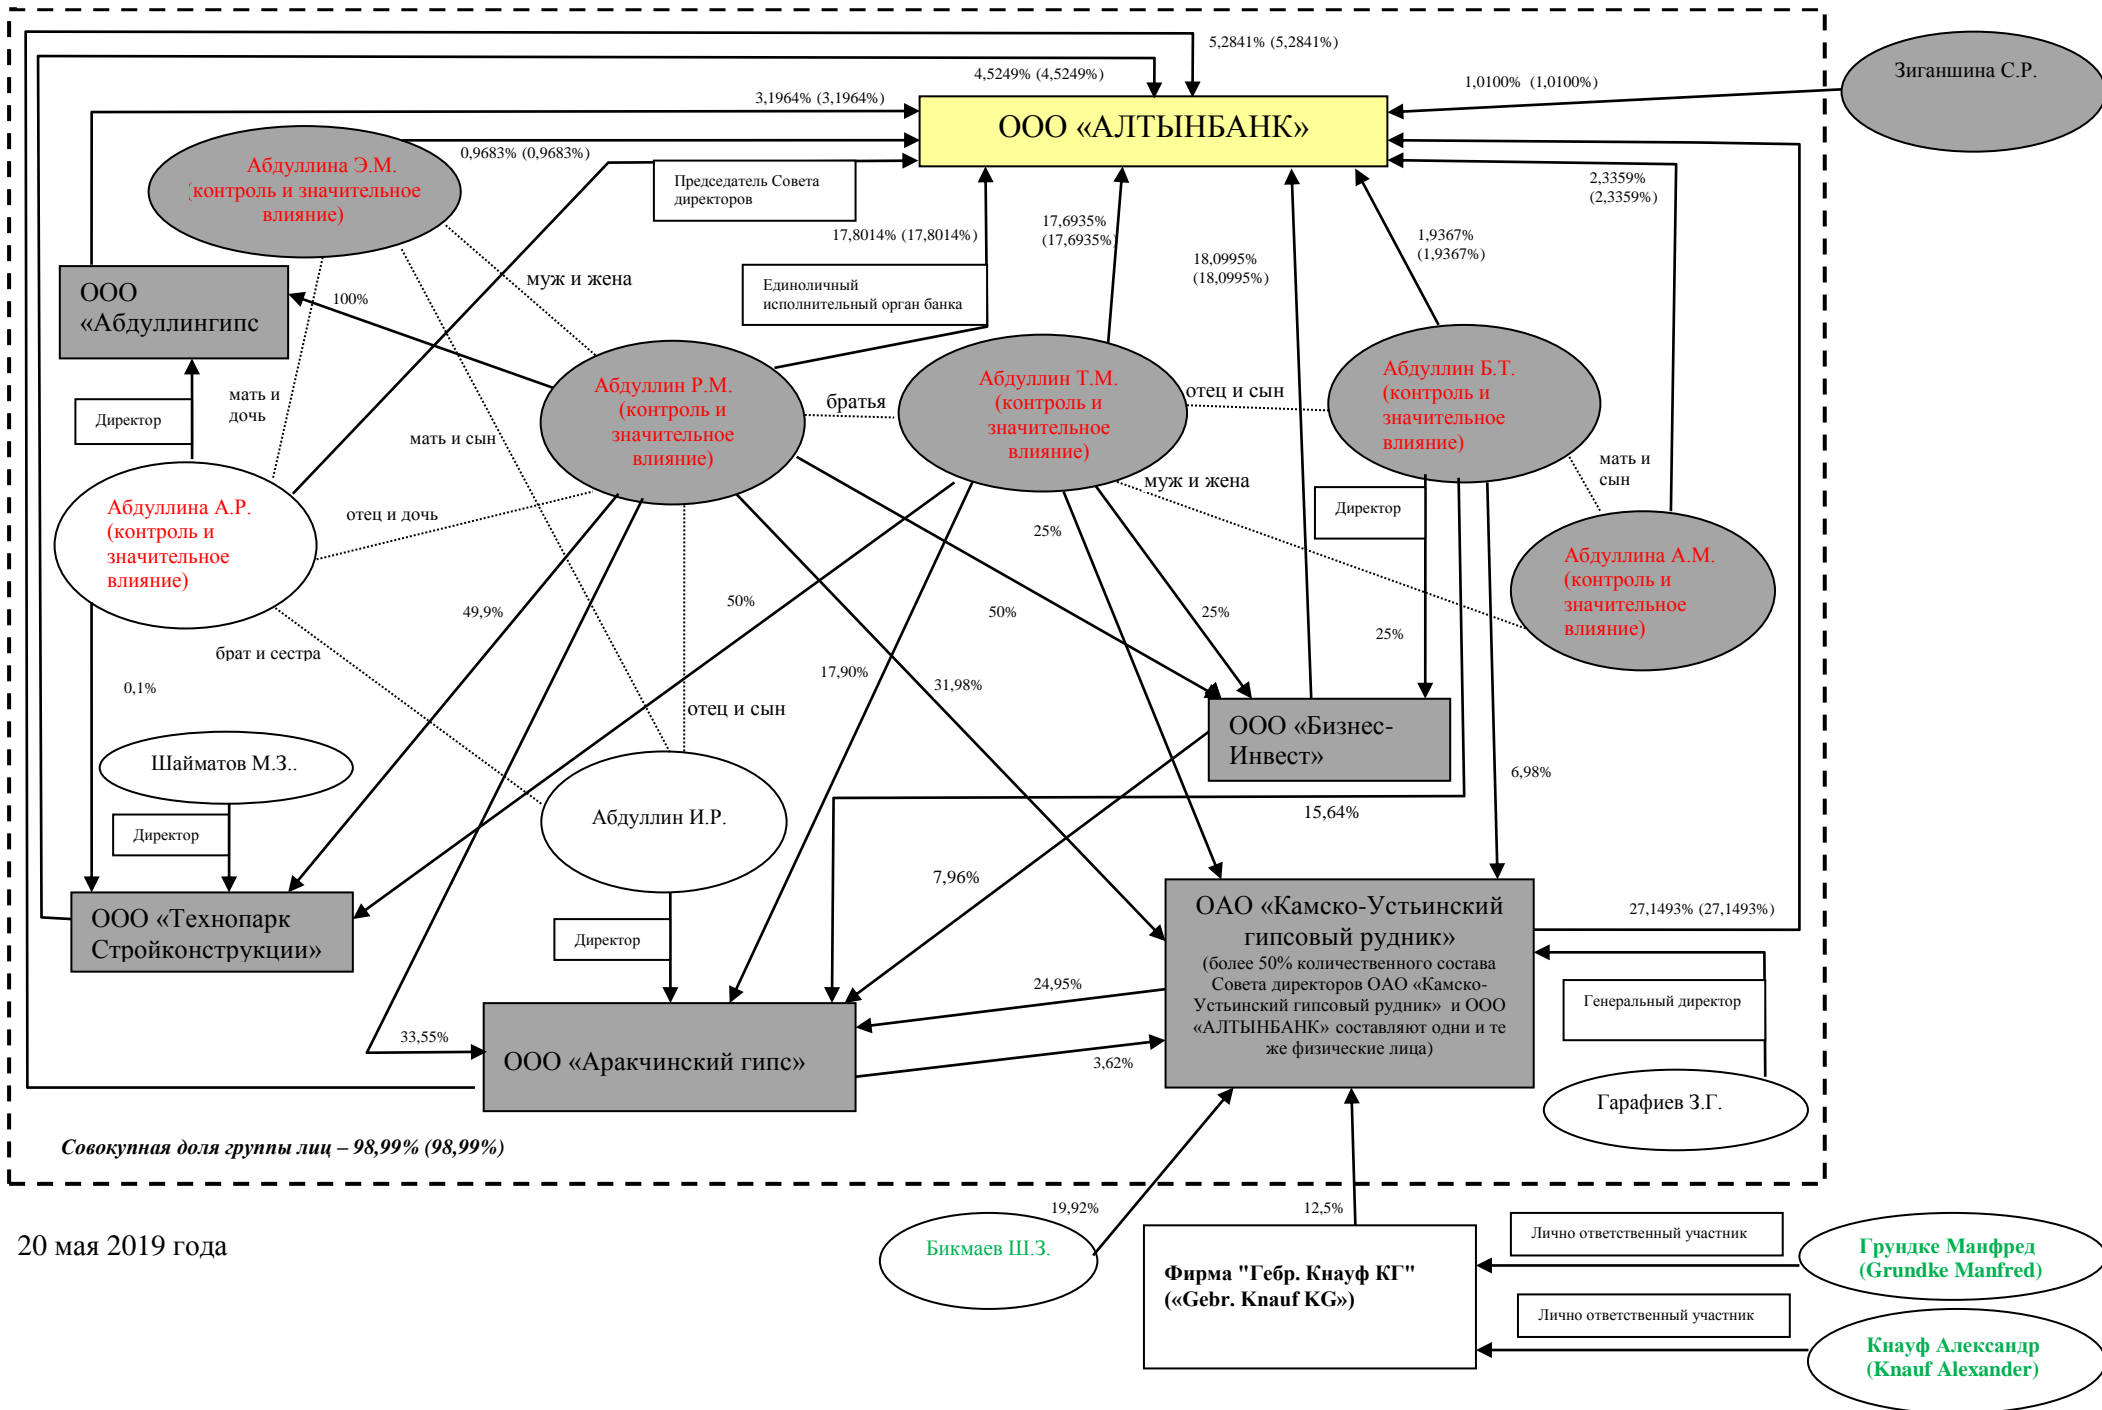 5,2841% (5,2841%)
4,5249% (4,5249%)
3,1964% (3,1964%)
1,0100% (1,0100%)
Зиганшина С.Р.
ООО «АЛТЫНБАНК»
0,9683% (0,9683%)
Абдуллина Э.М.
(контроль и значительное
влияние)
Председатель Совета
директоров
2,3359%
(2,3359%)
17,8014% (17,8014%)
17,6935%
(17,6935%)
18,0995%
(18,0995%)
1,9367%
(1,9367%)
муж и жена
ООО
«Абдуллингипс
100%
Единоличный
исполнительный орган банка
Абдуллин Р.М.
(контроль и
значительное
влияние)
братья
Абдуллин Т.М.
(контроль и
значительное
влияние)
отец и сын
Абдуллин Б.Т.
(контроль и
значительное
влияние)
мать и
дочь
Директор
мать и сын
муж и жена
мать и
сын
Абдуллина А.Р.
(контроль и
значительное
влияние)
отец и дочь
25%
Директор
Абдуллина А.М.
(контроль и
значительное
влияние)
49,9%
50%
50%
25%
25%
брат и сестра
0,1%
17,90%
31,98%
отец и сын
ООО «Бизнес-
Инвест»
Шайматов М.З..
6,98%
Директор
Абдуллин И.Р.
15,64%
7,96%
ООО «Технопарк
Стройконструкции»
Директор
ОАО «Камско-Устьинский
гипсовый рудник»
(более 50% количественного состава
Совета директоров ОАО «Камско-
Устьинский гипсовый рудник» и ООО
«АЛТЫНБАНК» составляют одни и те
же физические лица)
27,1493% (27,1493%)
24,95%
Генеральный директор
33,55%
ООО «Аракчинский гипс»
3,62%
Гарафиев З.Г.
Совокупная доля группы лиц – 98,99% (98,99%)
20 мая 2019 года
19,92%
12,5%
Бикмаев Ш.З.
Фирма "Гебр. Кнауф КГ"
(«Gebr. Knauf KG»)
Лично ответственный участник
Грундке Манфред
(Grundke Manfred)
Лично ответственный участник
Кнауф Александр
(Knauf Alexander)